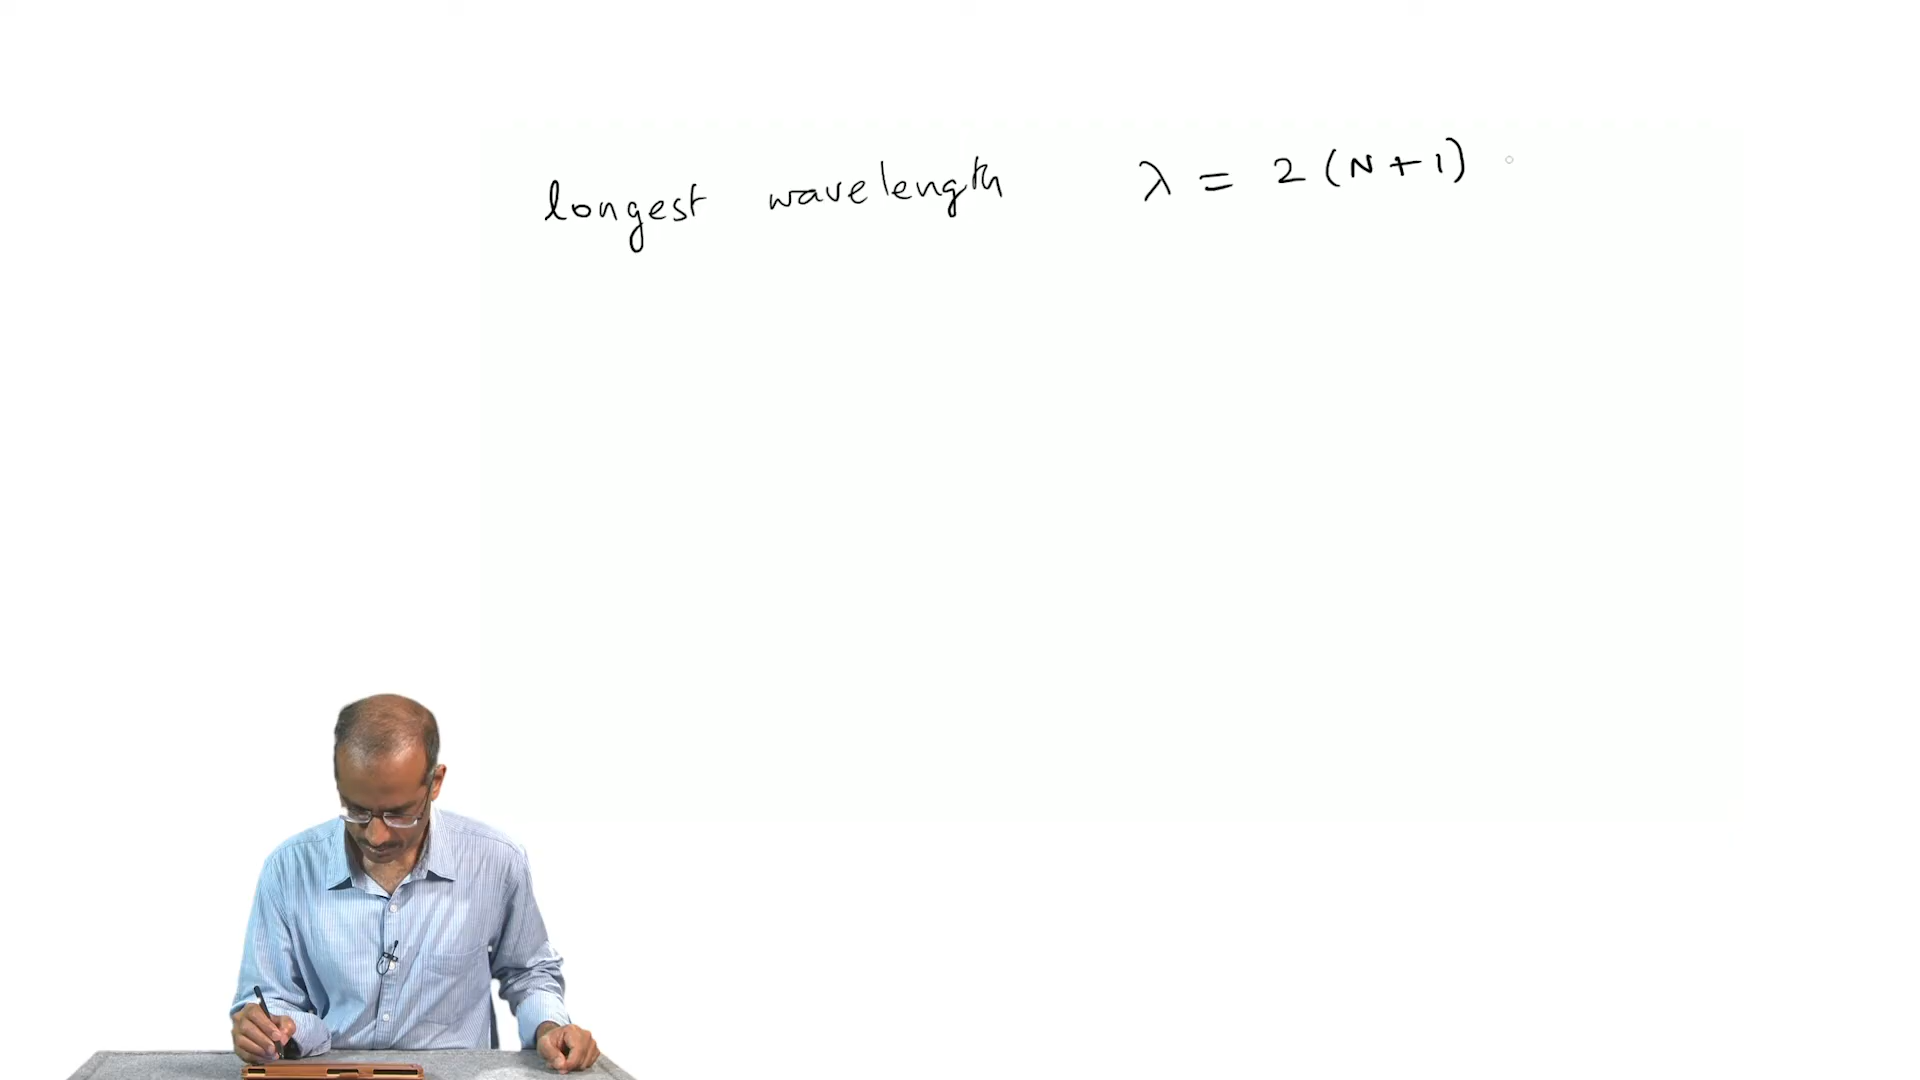 longest wavelength λ = 2 (N + 1)